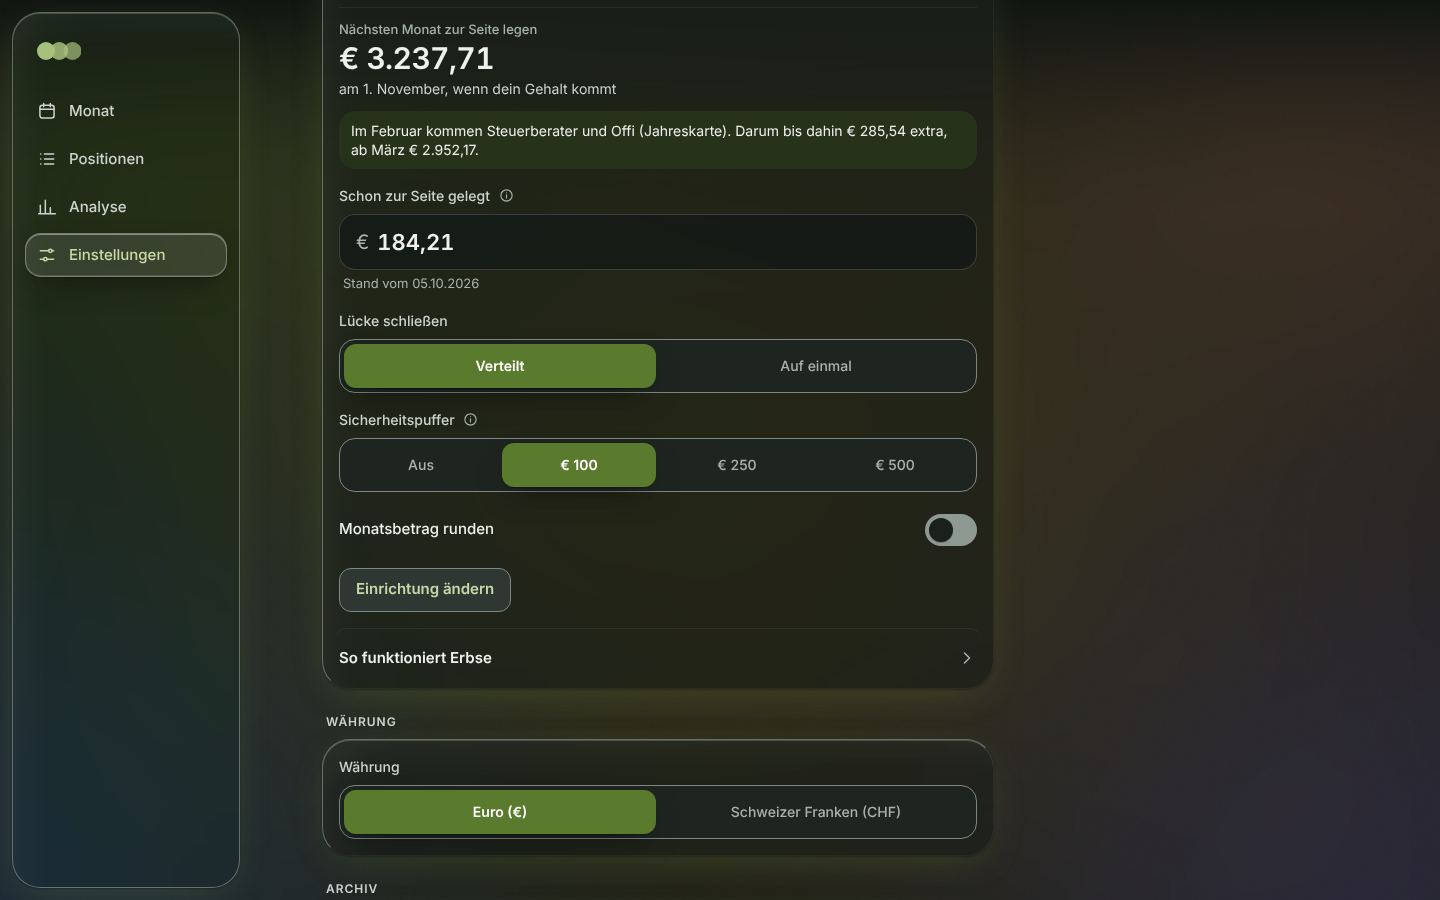 Nächsten Monat zur Seite legen
€ 3.237,71
am 1. November, wenn dein Gehalt kommt
Im Februar kommen Steuerberater und Offi (Jahreskarte). Darum bis dahin € 285,54 extra,
ab März € 2.952,17.
Monat
Positionen
Analyse
Einstellungen
Schon zur Seite gelegt
€ 184,21
Stand vom 05.10.2026
Lücke schließen
Verteilt
Auf einmal
Sicherheitspuffer
Aus
€ 100
€ 250
€ 500
Monatsbetrag runden
Einrichtung ändern
So funktioniert Erbse
WÄHRUNG
Währung
Euro (€)
Schweizer Franken (CHF)
ARCHIV